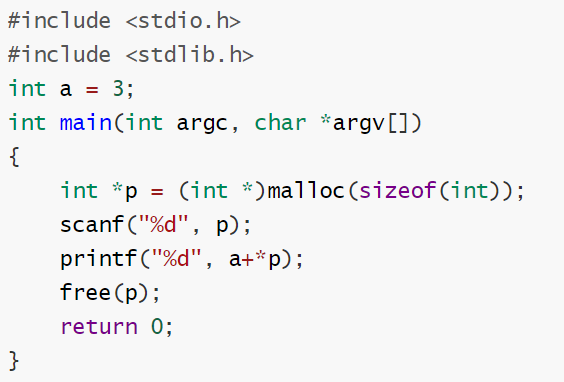 #include <stdio.h>
#include <stdlib.h>
int a = 3;
int main(int argc, char *argv[])
{
    int *p = (int *)malloc(sizeof(int));
    scanf("%d", p);
    printf("%d", a+*p);
    free(p);
    return 0;
}